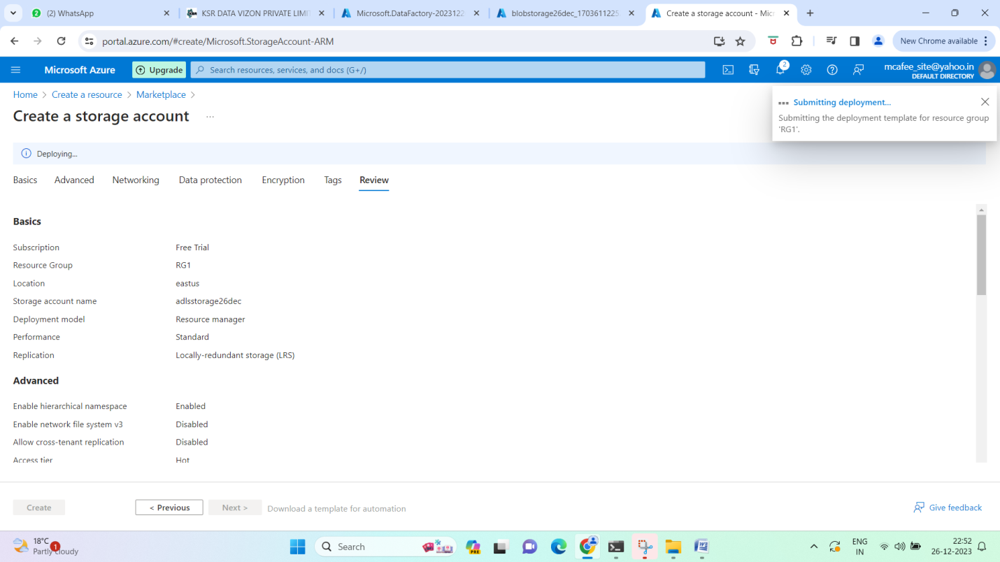 (2) WhatsApp
KSR DATA VIZON PRIVATE LIMI
Microsoft.DataFactory-2023122
blobstorage26dec_1703611225
Create a storage account - Micr
portal.azure.com/#create/Microsoft.StorageAccount-ARM
New Chrome available
Microsoft Azure
Upgrade
Search resources, services, and docs (G+/)
2
mcafee_site@yahoo.in
DEFAULT DIRECTORY
Home > Create a resource > Marketplace >
Create a storage account ...
Submitting deployment...
Submitting the deployment template for resource group
'RG1'.
Deploying...
Basics Advanced Networking Data protection Encryption Tags Review
Basics
Subscription Free Trial
Resource Group RG1
Location eastus
Storage account name adlsstorage26dec
Deployment model Resource manager
Performance Standard
Replication Locally-redundant storage (LRS)
Advanced
Enable hierarchical namespace Enabled
Enable network file system v3 Disabled
Allow cross-tenant replication Disabled
Access tier Hot
Create
< Previous
Next >
Download a template for automation
Give feedback
18°C
1
Partly cloudy
Search
PRE
ENG
IN
22:52
26-12-2023